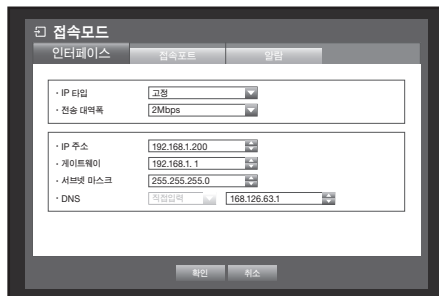 접속모드
인터페이스 접속포트 알람
· IP 타입 고정
· 전송 대역폭 2Mbps
· IP 주소 192.168.1.200
· 게이트웨이 192.168.1. 1
· 서브넷 마스크 255.255.255.0
· DNS 직접입력 168.126.63.1
확인 취소